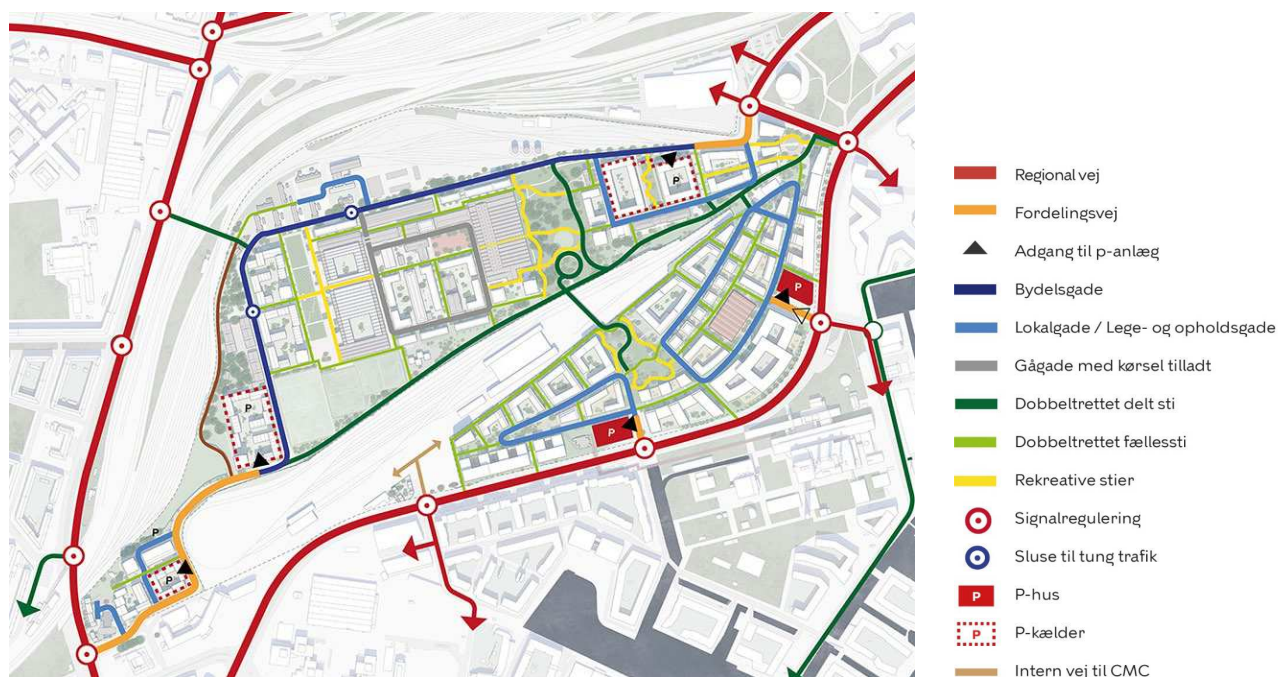 P
P
P
P
P
P
Regional vej
Fordelingsvej
Adgang til p-anlæg
Bydelsgade
Lokalgade / Lege- og opholdsgade
Gågade med kørsel tilladt
Dobbeltrettet delt sti
Dobbeltrettet fællessti
Rekreative stier
Signalregulering
Sluse til tung trafik
P
P-hus
P
P-kælder
Intern vej til CMC